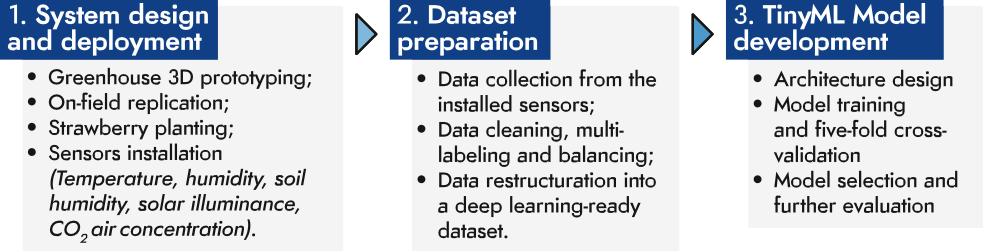 1. System design
and deployment
• Greenhouse 3D prototyping;
• On-field replication;
• Strawberry planting;
• Sensors installation
(Temperature, humidity, soil
humidity, solar illuminance,
CO₂ air concentration).
2. Dataset
preparation
• Data collection from the
installed sensors;
• Data cleaning, multi-
labeling and balancing;
• Data restructuration into
a deep learning-ready
dataset.
3. TinyML Model
development
• Architecture design
• Model training
and five-fold cross-
validation
• Model selection and
further evaluation